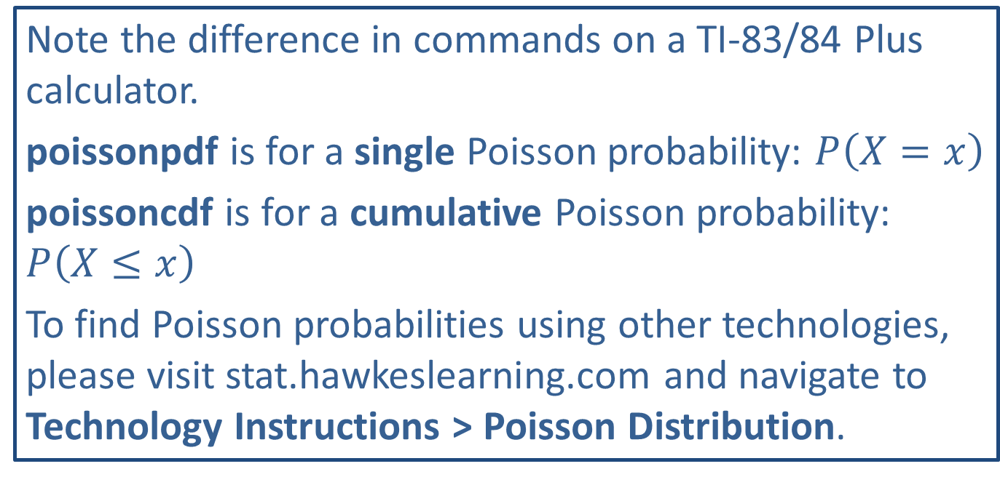 Note the difference in commands on a TI-83/84 Plus
calculator.
poissonpdf is for a single Poisson probability: P(X = x)
poissoncdf is for a cumulative Poisson probability:
P(X ≤ x)
To find Poisson probabilities using other technologies,
please visit stat.hawkeslearning.com and navigate to
Technology Instructions > Poisson Distribution.